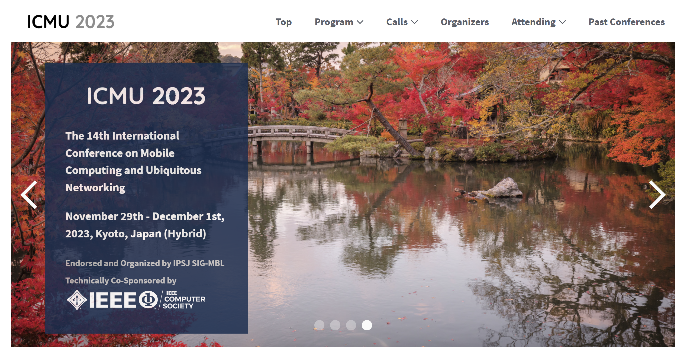 ICMU 2023
Top Program Calls Organizers Attending Past Conferences
ICMU 2023
The 14th International
Conference on Mobile
Computing and Ubiquitous
Networking
November 29th - December 1st,
2023, Kyoto, Japan (Hybrid)
Endorsed and Organized by IPSJ SIG-MBL
Technically Co-Sponsored by
IEEE IEEE COMPUTER
SOCIETY